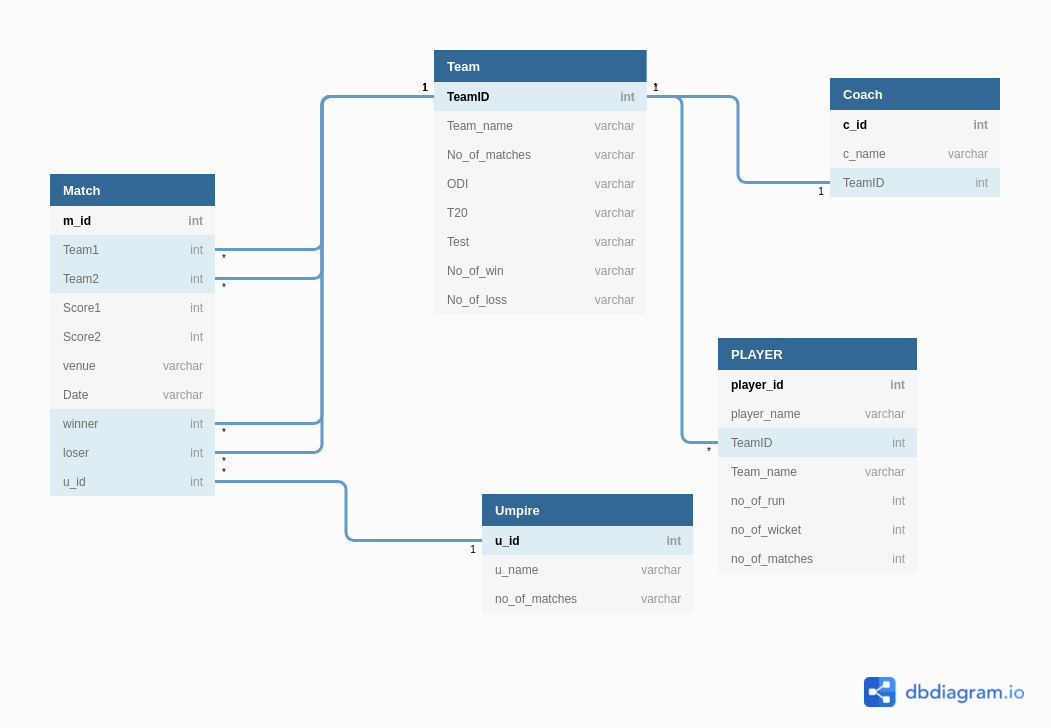 Team
1 TeamID int 1
Team_name varchar
No_of_matches varchar
ODI varchar
T20 varchar
Test varchar
No_of_win varchar
No_of_loss varchar
Coach
c_id int
c_name varchar
1 TeamID int
Match
m_id int
Team1 int *
Team2 int *
Score1 int
Score2 int
venue varchar
Date varchar
winner int *
loser int *
u_id int *
PLAYER
player_id int
player_name varchar
* TeamID int
Team_name varchar
no_of_run int
no_of_wicket int
no_of_matches int
Umpire
1 u_id int
u_name varchar
no_of_matches varchar
dbdiagram.io